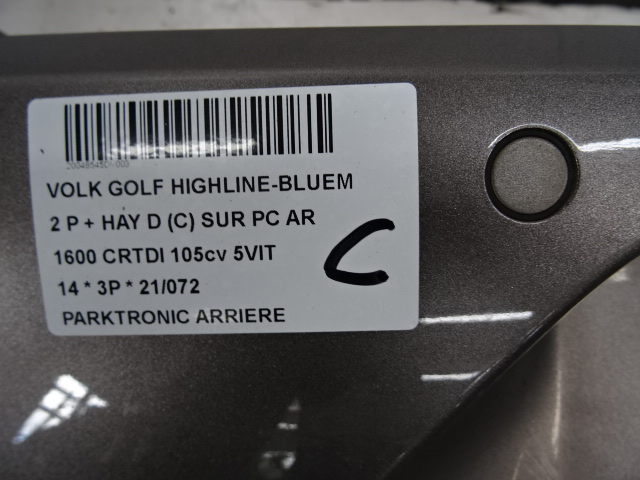 VOLK GOLF HIGHLINE-BLUEM
2 P + HAY D (C) SUR PC AR
1600 CRTDI 105cv 5VIT
14 * 3P * 21/072
PARKTRONIC ARRIERE
C